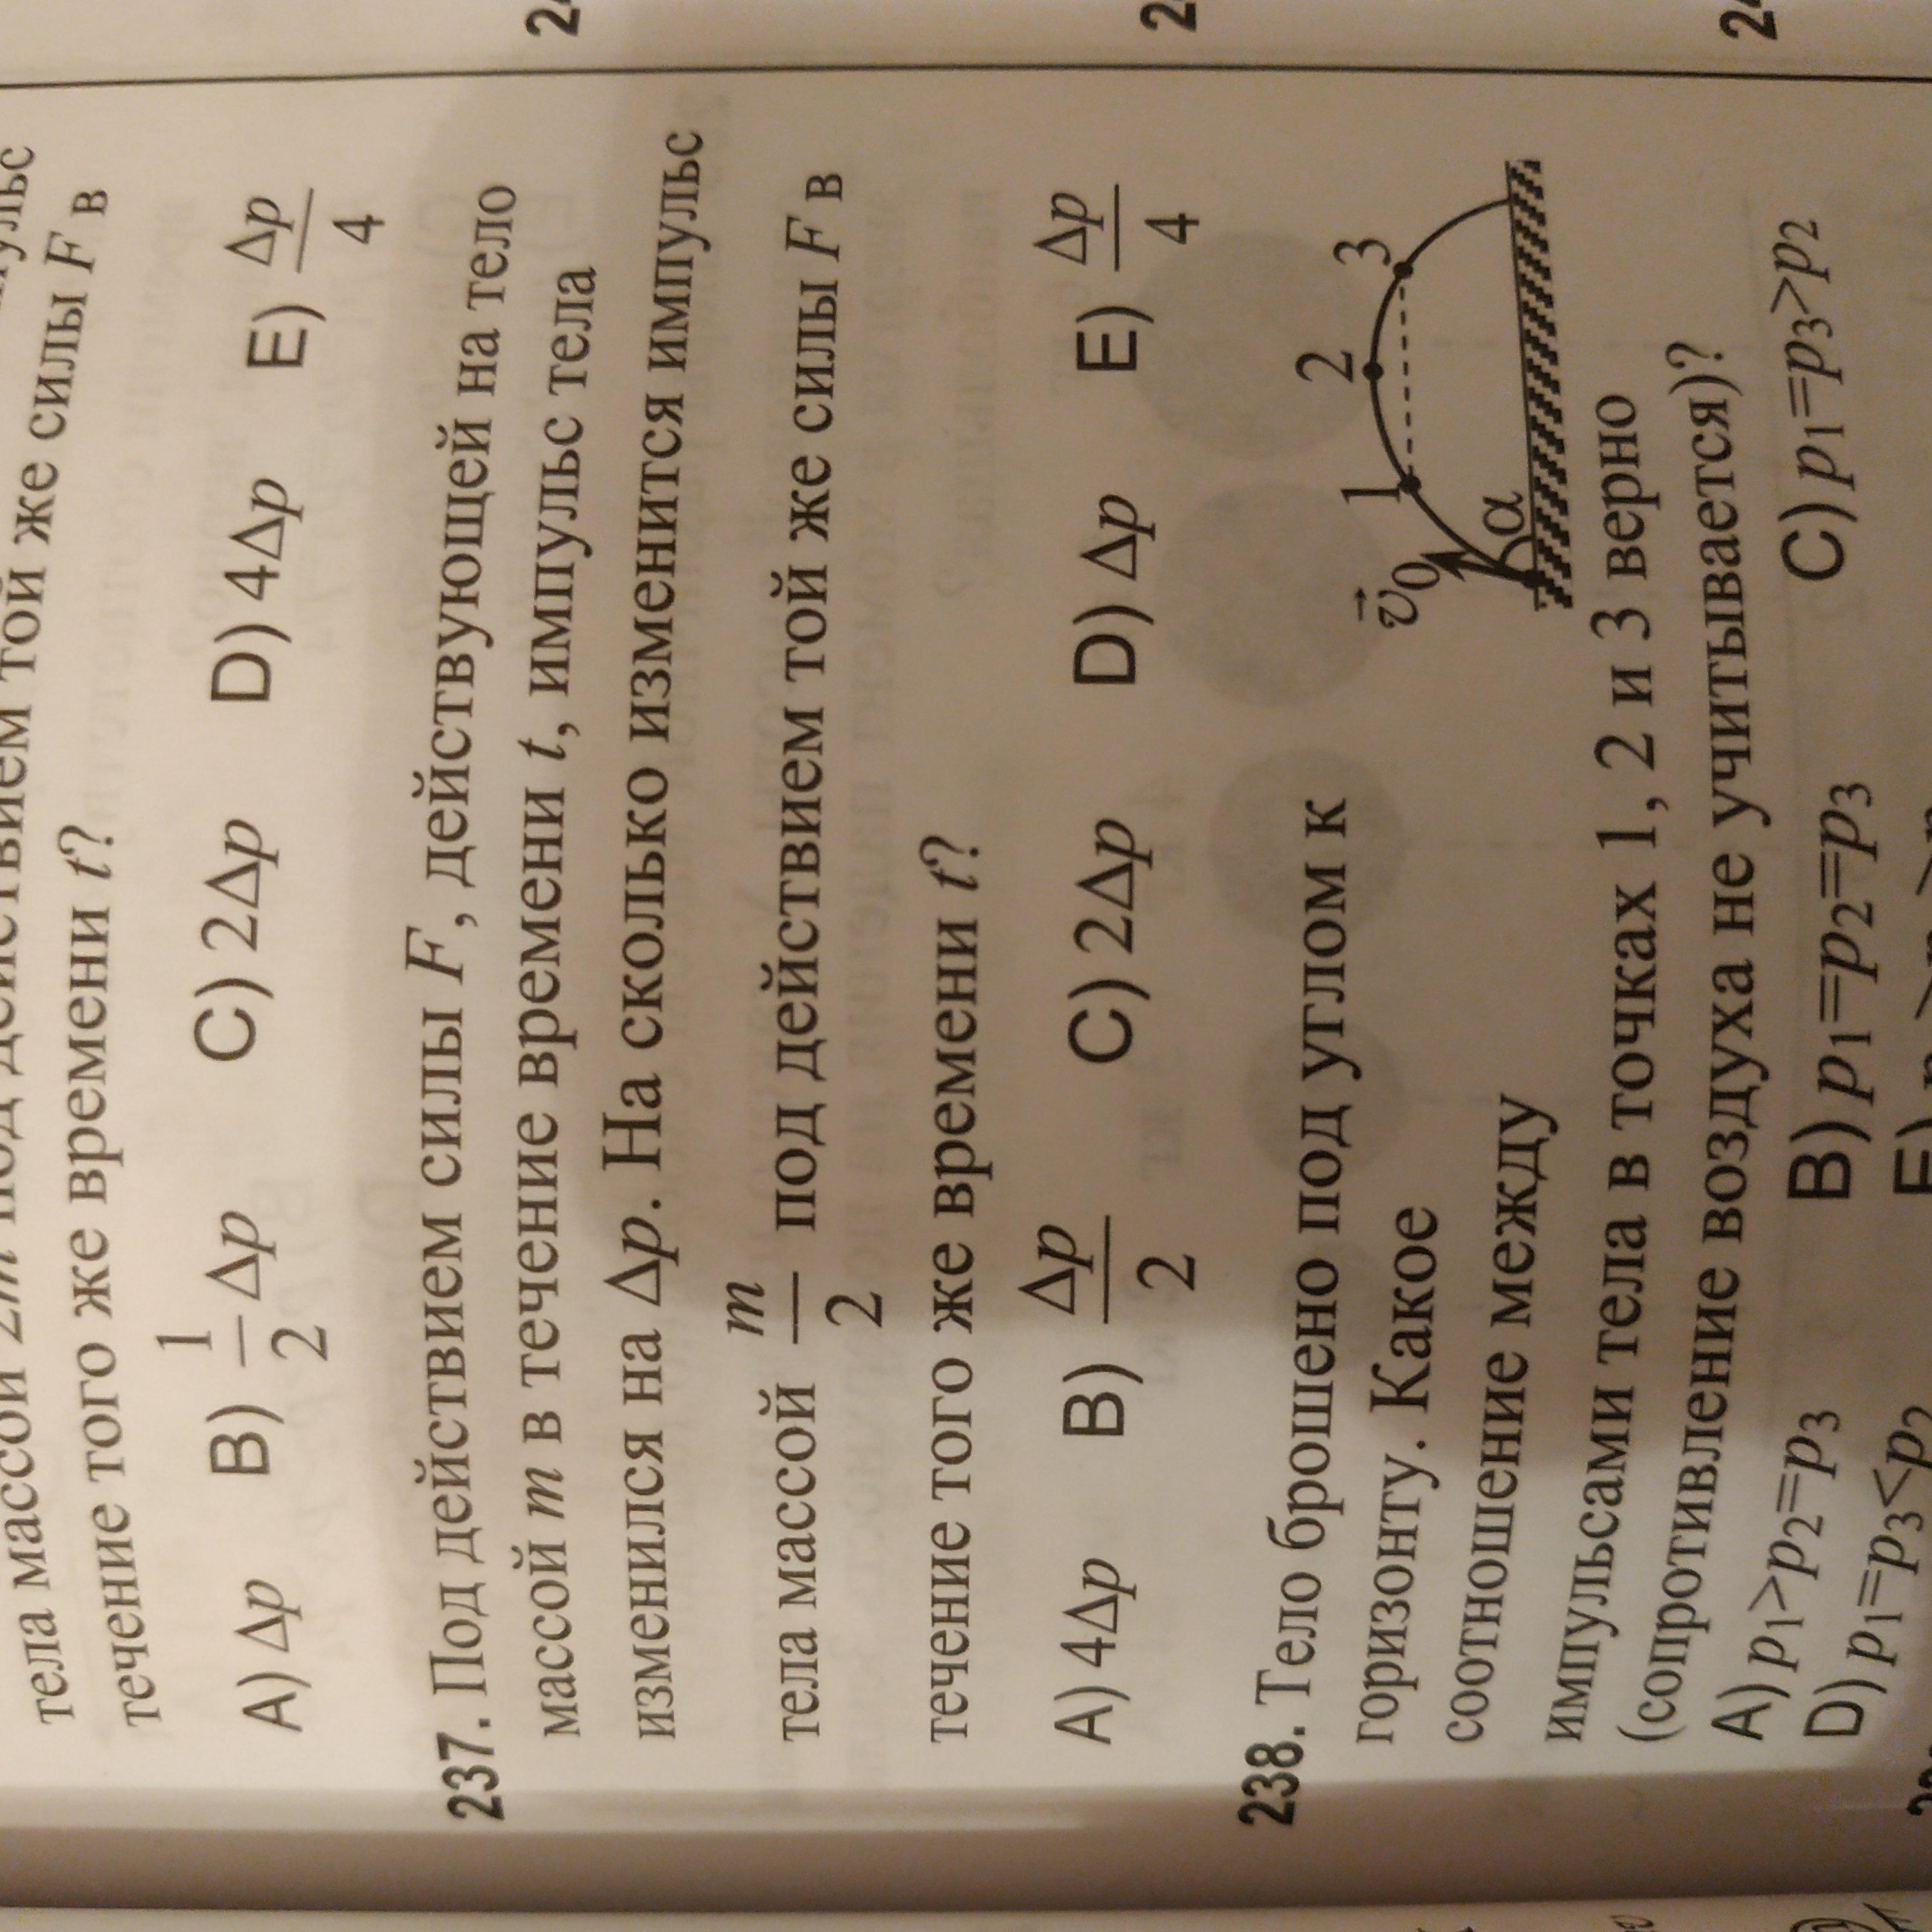 тела массой 2m под действием той же силы F в
течение того же времени t?
A) Δp B) 1/2 Δp C) 2Δp D) 4Δp E) Δp/4
237. Под действием силы F, действующей на тело
массой m в течение времени t, импульс тела
изменился на Δp. На сколько изменится импульс
тела массой m/2 под действием той же силы F в
течение того же времени t?
A) 4Δp B) Δp/2 C) 2Δp D) Δp E) Δp/4
238. Тело брошено под углом к
горизонту. Какое
соотношение между
импульсами тела в точках 1, 2 и 3 верно
(сопротивление воздуха не учитывается)?
A) p₁>p₂=p₃ B) p₁=p₂=p₃ C) p₁=p₃>p₂
D) p₁=p₃<p₂ E)
v⃗₀ α 1 2 3